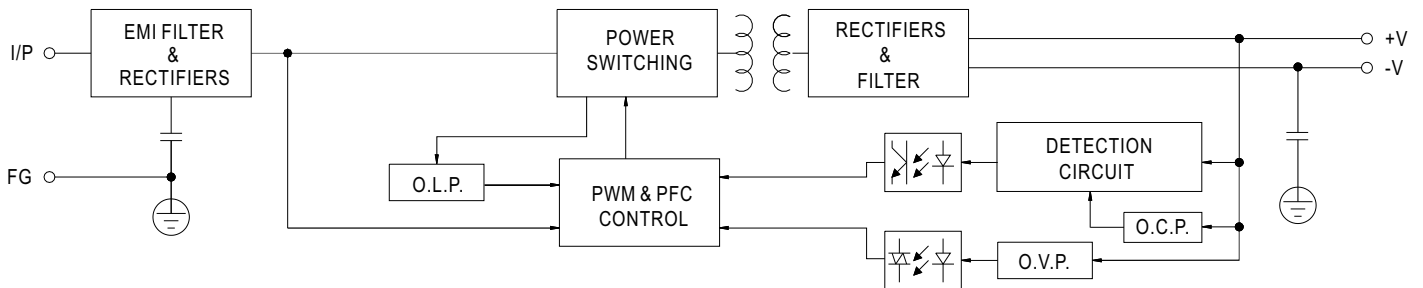 I/P
EMI FILTER
&
RECTIFIERS
POWER
SWITCHING
RECTIFIERS
&
FILTER
+V
-V
FG
O.L.P.
PWM & PFC
CONTROL
DETECTION
CIRCUIT
O.C.P.
O.V.P.